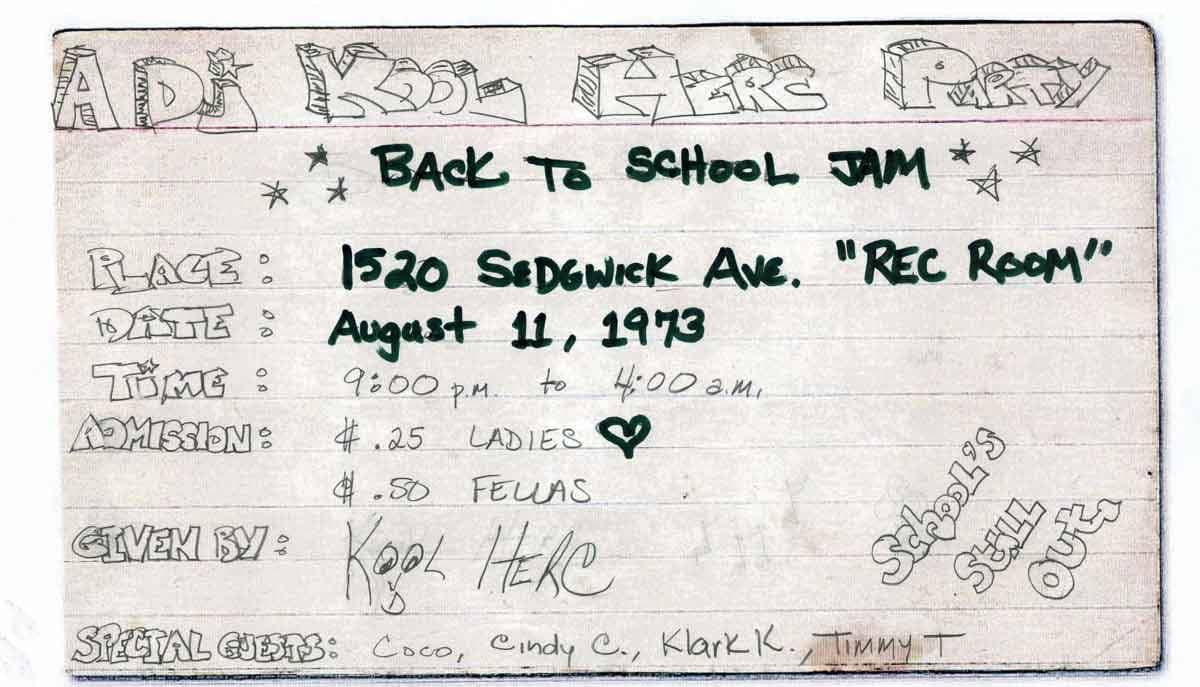 A DJ KOOL HERC PARTY
BACK TO SCHOOL JAM
PLACE: 1520 SEDGWICK AVE. "REC ROOM"
DATE: August 11, 1973
TIME: 9:00 p.m. to 4:00 a.m.
ADMISSION: $.25 LADIES
$.50 FELLAS
GIVEN BY: KOOL HERC
SPECIAL GUESTS: Coco, Cindy C., Klark K., Timmy T
SCHOOL'S
STILL
OUT.